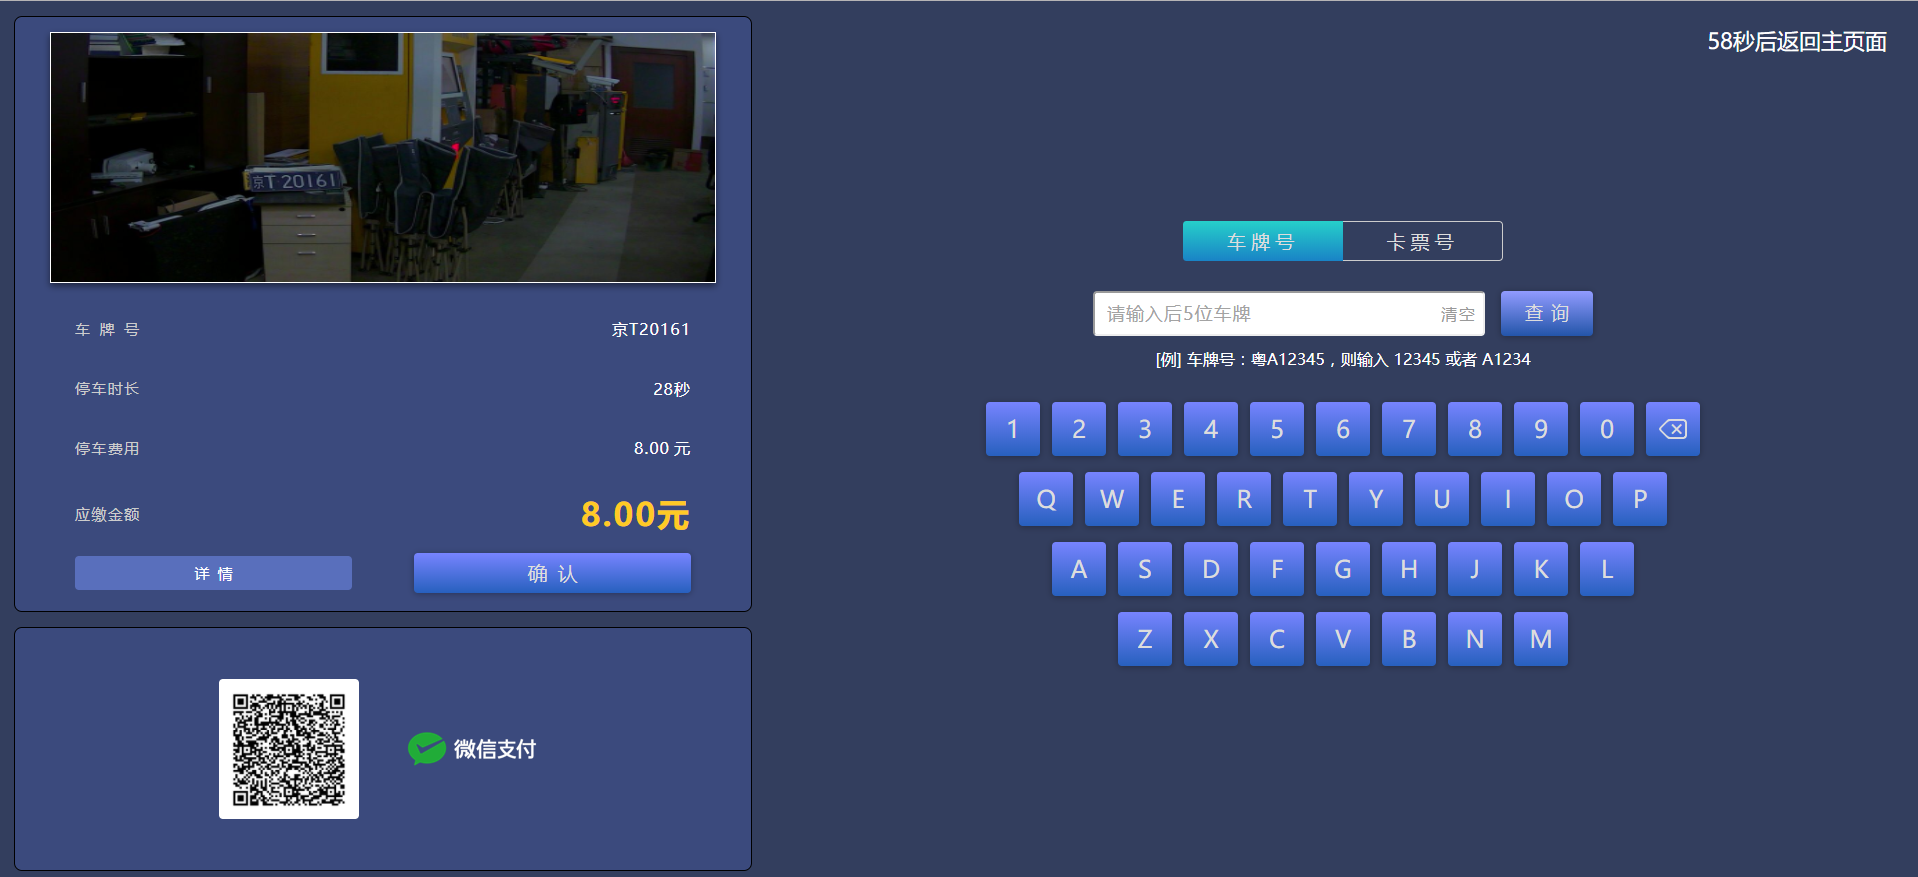 58秒后返回主页面
京T20161
车牌号 京T20161
停车时长 28秒
停车费用 8.00 元
应缴金额 8.00元
详情 确认
微信支付
车牌号 卡票号
请输入后5位车牌 清空 查询
[例] 车牌号：粤A12345，则输入 12345 或者 A1234
1 2 3 4 5 6 7 8 9 0
Q W E R T Y U I O P
A S D F G H J K L
Z X C V B N M